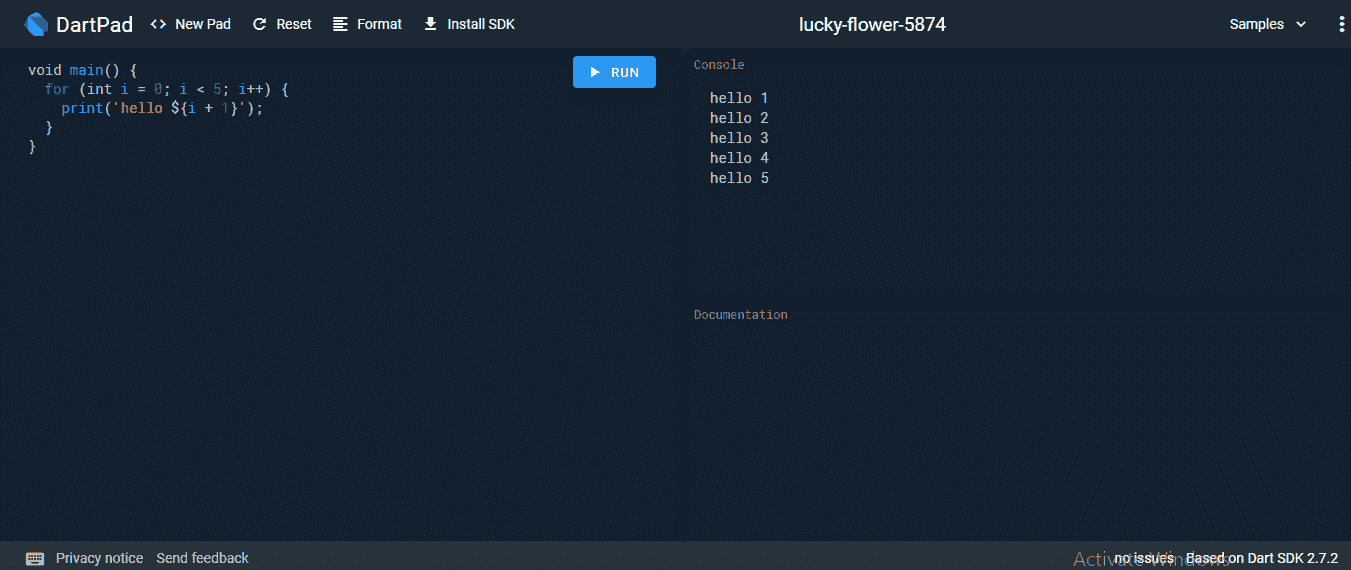 DartPad <> New Pad Reset Format Install SDK lucky-flower-5874 Samples
void main() {
  for (int i = 0; i < 5; i++) {
    print('hello ${i + 1}');
  }
}
RUN
Console
hello 1
hello 2
hello 3
hello 4
hello 5
Documentation
Privacy notice Send feedback
Activate Windows
no issues Based on Dart SDK 2.7.2